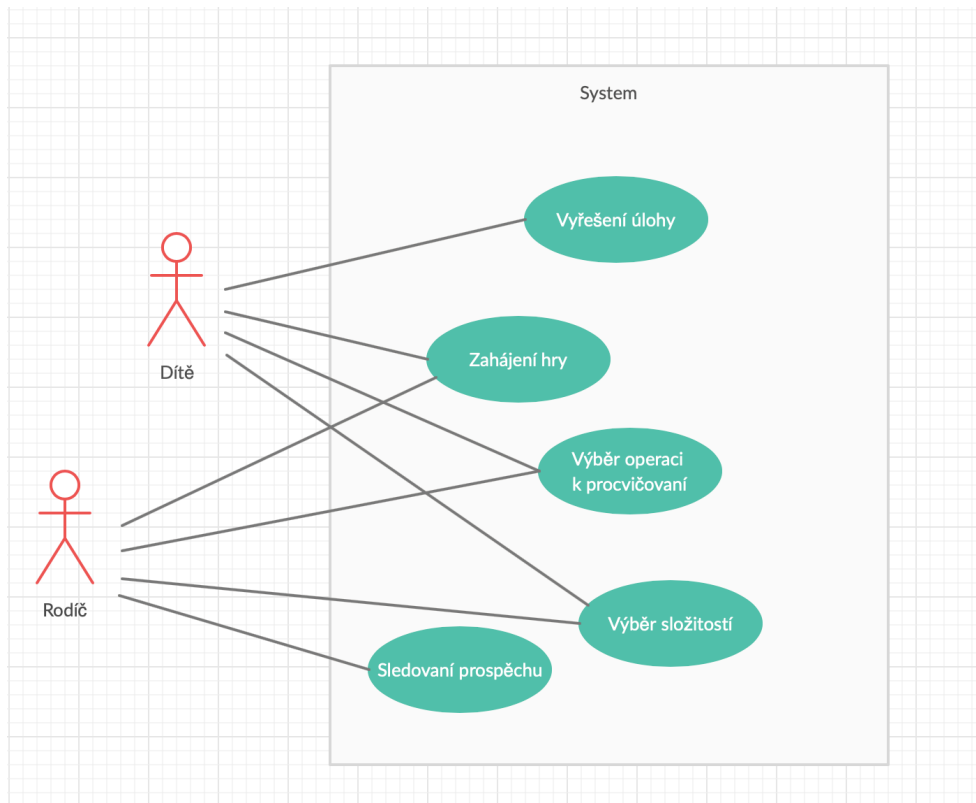 System
Vyřešení úlohy
Dítě
Zahájení hry
Výběr operaci
k procvičovaní
Rodíč
Výběr složitostí
Sledovaní prospěchu